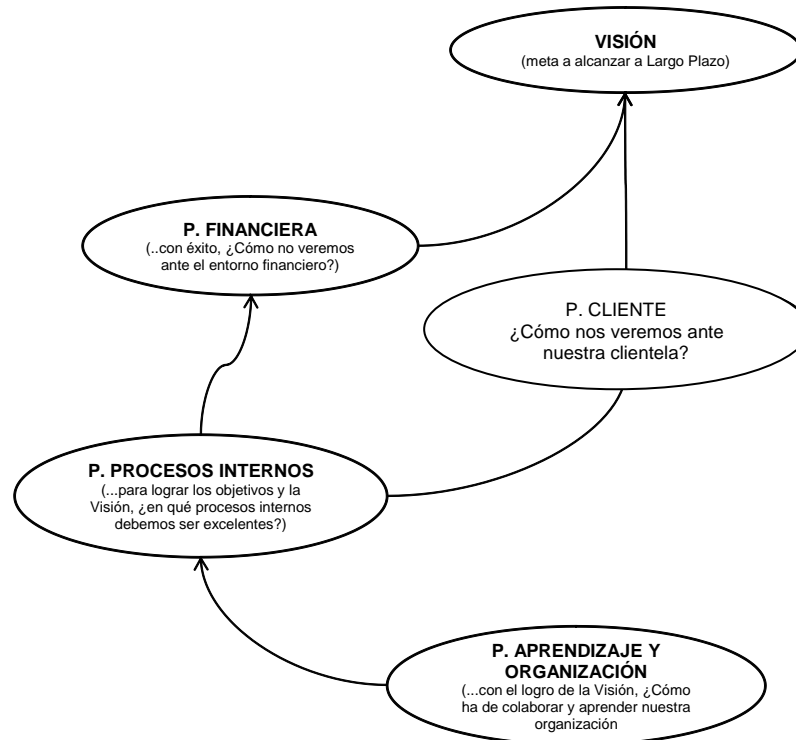 VISIÓN
(meta a alcanzar a Largo Plazo)
P. FINANCIERA
(..con éxito, ¿Cómo no veremos
ante el entorno financiero?)
P. CLIENTE
¿Cómo nos veremos ante
nuestra clientela?
P. PROCESOS INTERNOS
(...para lograr los objetivos y la
Visión, ¿en qué procesos internos
debemos ser excelentes?)
P. APRENDIZAJE Y
ORGANIZACIÓN
(...con el logro de la Visión, ¿Cómo
ha de colaborar y aprender nuestra
organización